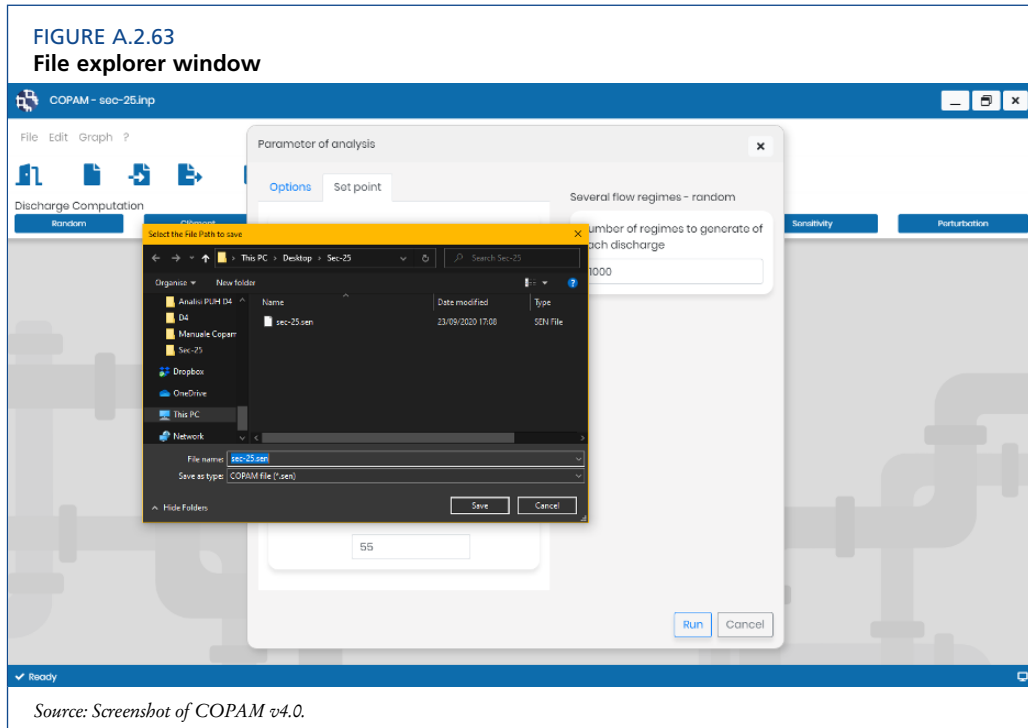 FIGURE A.2.63
File explorer window
COPAM - sec-25.inp
File Edit Graph ?
Discharge Computation
Random
Clément
Sensitivity
Perturbation
Parameter of analysis
Options Set point
Several flow regimes - random
umber of regimes to generate of
ach discharge
1000
Select the File Path to save
This PC > Desktop > Sec-25
Search Sec-25
Organise New folder
Name Date modified Type
Analisi PUH D4
D4
Manuale Copam
Sec-25
Dropbox
OneDrive
This PC
Network
sec-25.sen 23/09/2020 17:08 SEN File
File name: sec-25.sen
Save as type: COPAM file (*.sen)
Hide Folders
Save Cancel
55
Run Cancel
Ready
Source: Screenshot of COPAM v4.0.